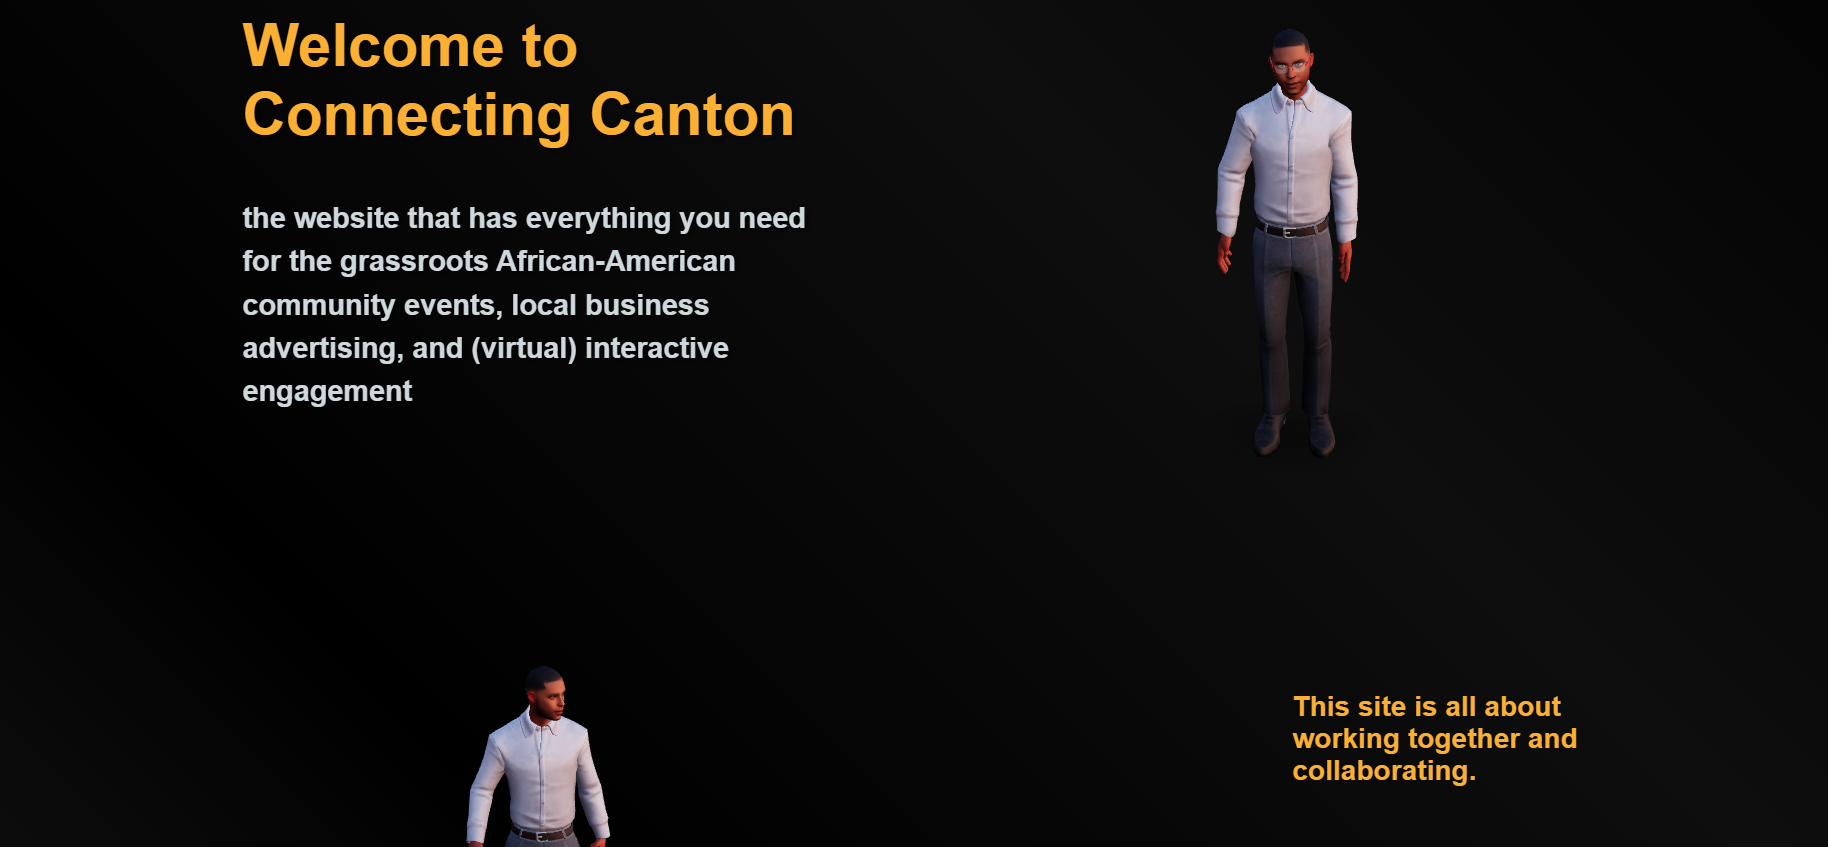 Welcome to
Connecting Canton
the website that has everything you need
for the grassroots African-American
community events, local business
advertising, and (virtual) interactive
engagement
This site is all about
working together and
collaborating.